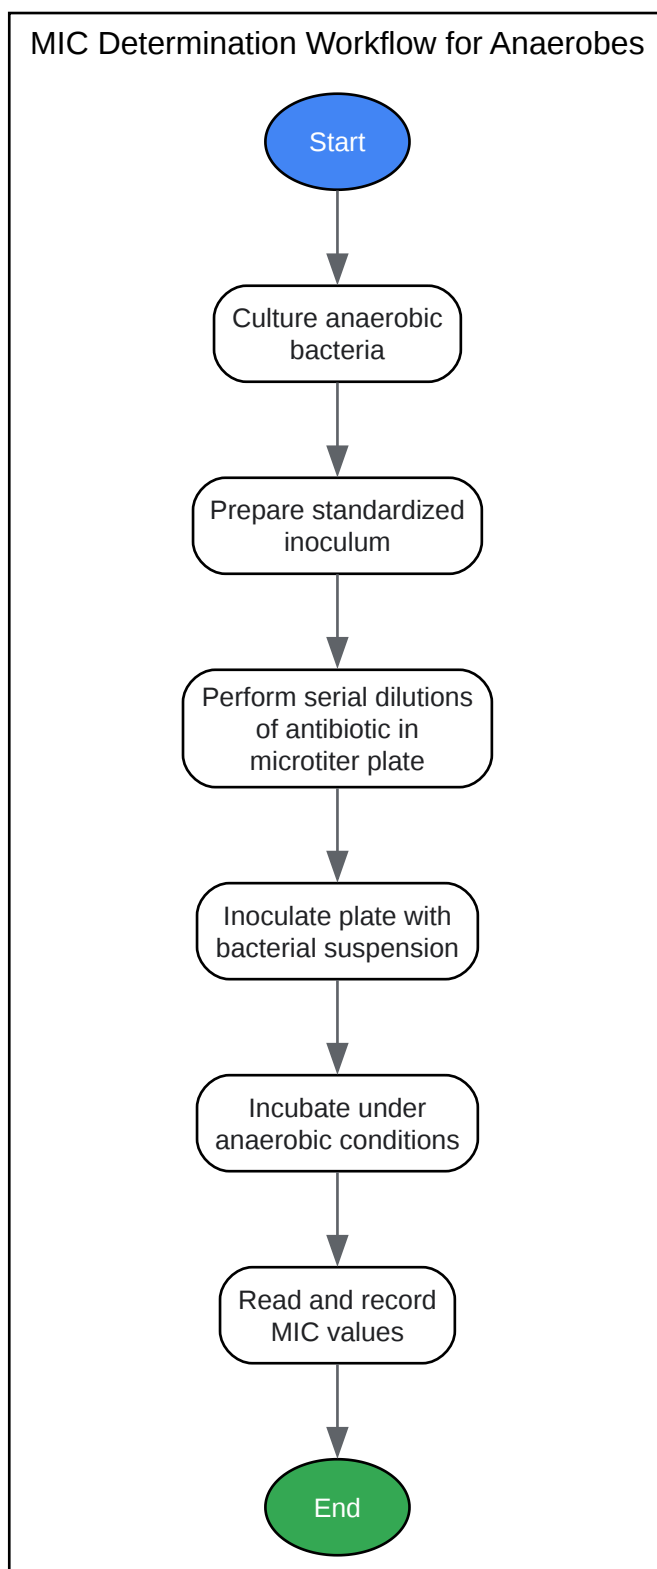 MIC Determination Workflow for Anaerobes
Start
Culture anaerobic
bacteria
Prepare standardized
inoculum
Perform serial dilutions
of antibiotic in
microtiter plate
Inoculate plate with
bacterial suspension
Incubate under
anaerobic conditions
Read and record
MIC values
End